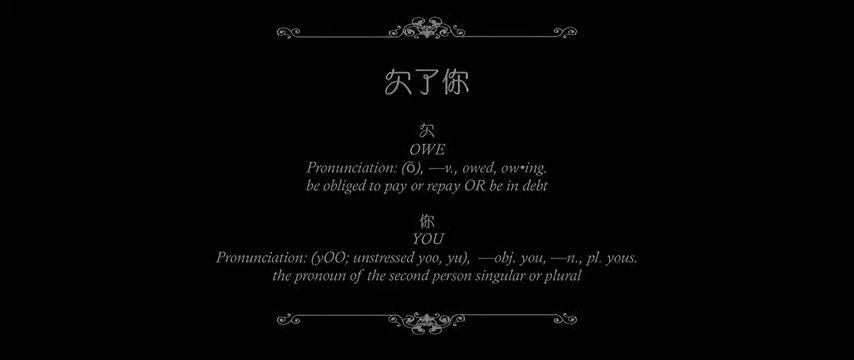 欠了你
欠
OWE
Pronunciation: (õ), —v., owed, ow•ing.
be obliged to pay or repay OR be in debt
你
YOU
Pronunciation: (yOO; unstressed yoo, yu), —obj. you, —n., pl. yous.
the pronoun of the second person singular or plural